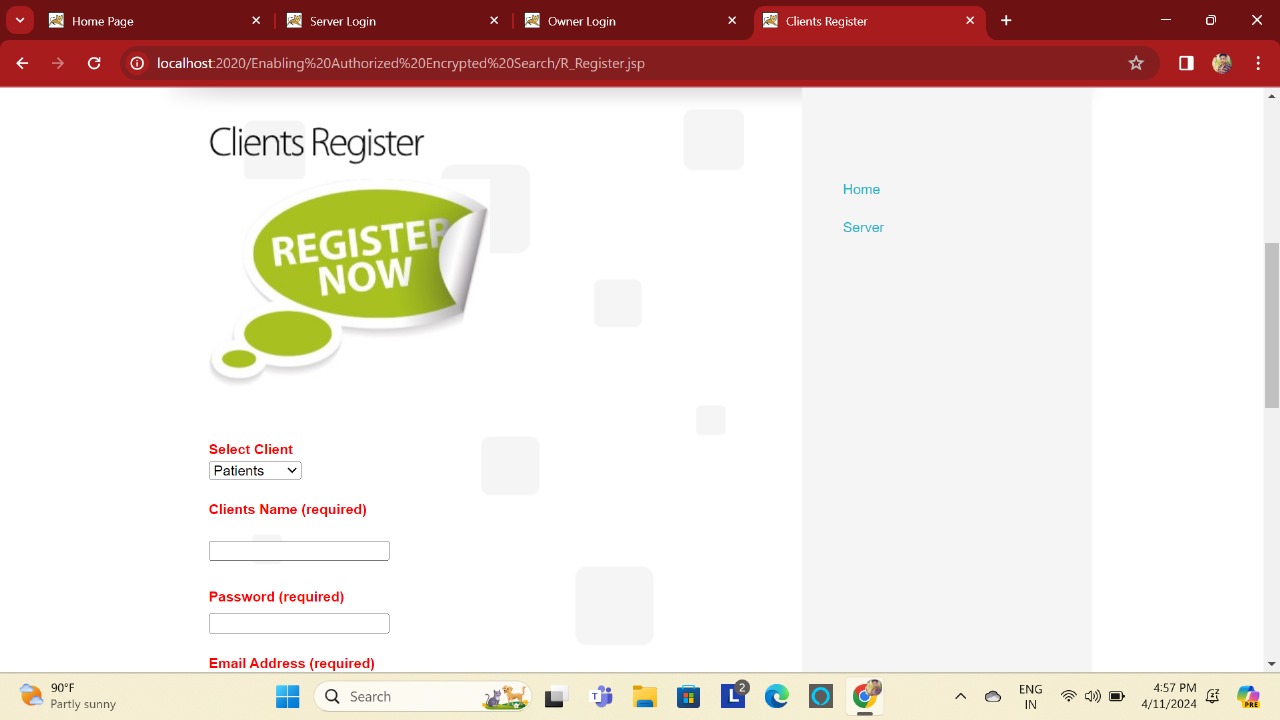 Home Page
Server Login
Owner Login
Clients Register
localhost:2020/Enabling%20Authorized%20Encrypted%20Search/R_Register.jsp
Clients Register
REGISTER
NOW
Home
Server
Select Client
Patients
Clients Name (required)
Password (required)
Email Address (required)
90°F
Partly sunny
Search
2
ENG
IN
4:57 PM
4/11/2024
PRE